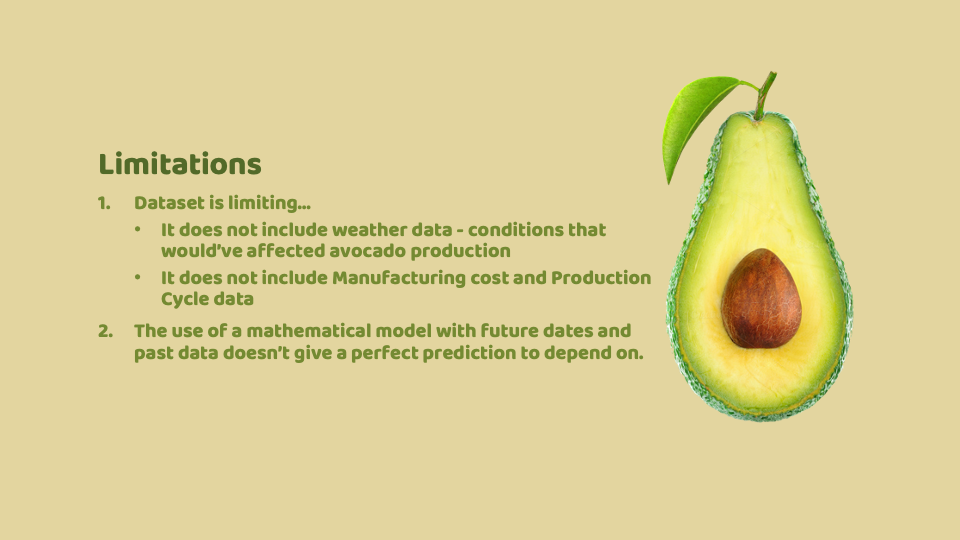 Limitations
1. Dataset is limiting...
• It does not include weather data - conditions that
would've affected avocado production
• It does not include Manufacturing cost and Production
Cycle data
2. The use of a mathematical model with future dates and
past data doesn't give a perfect prediction to depend on.